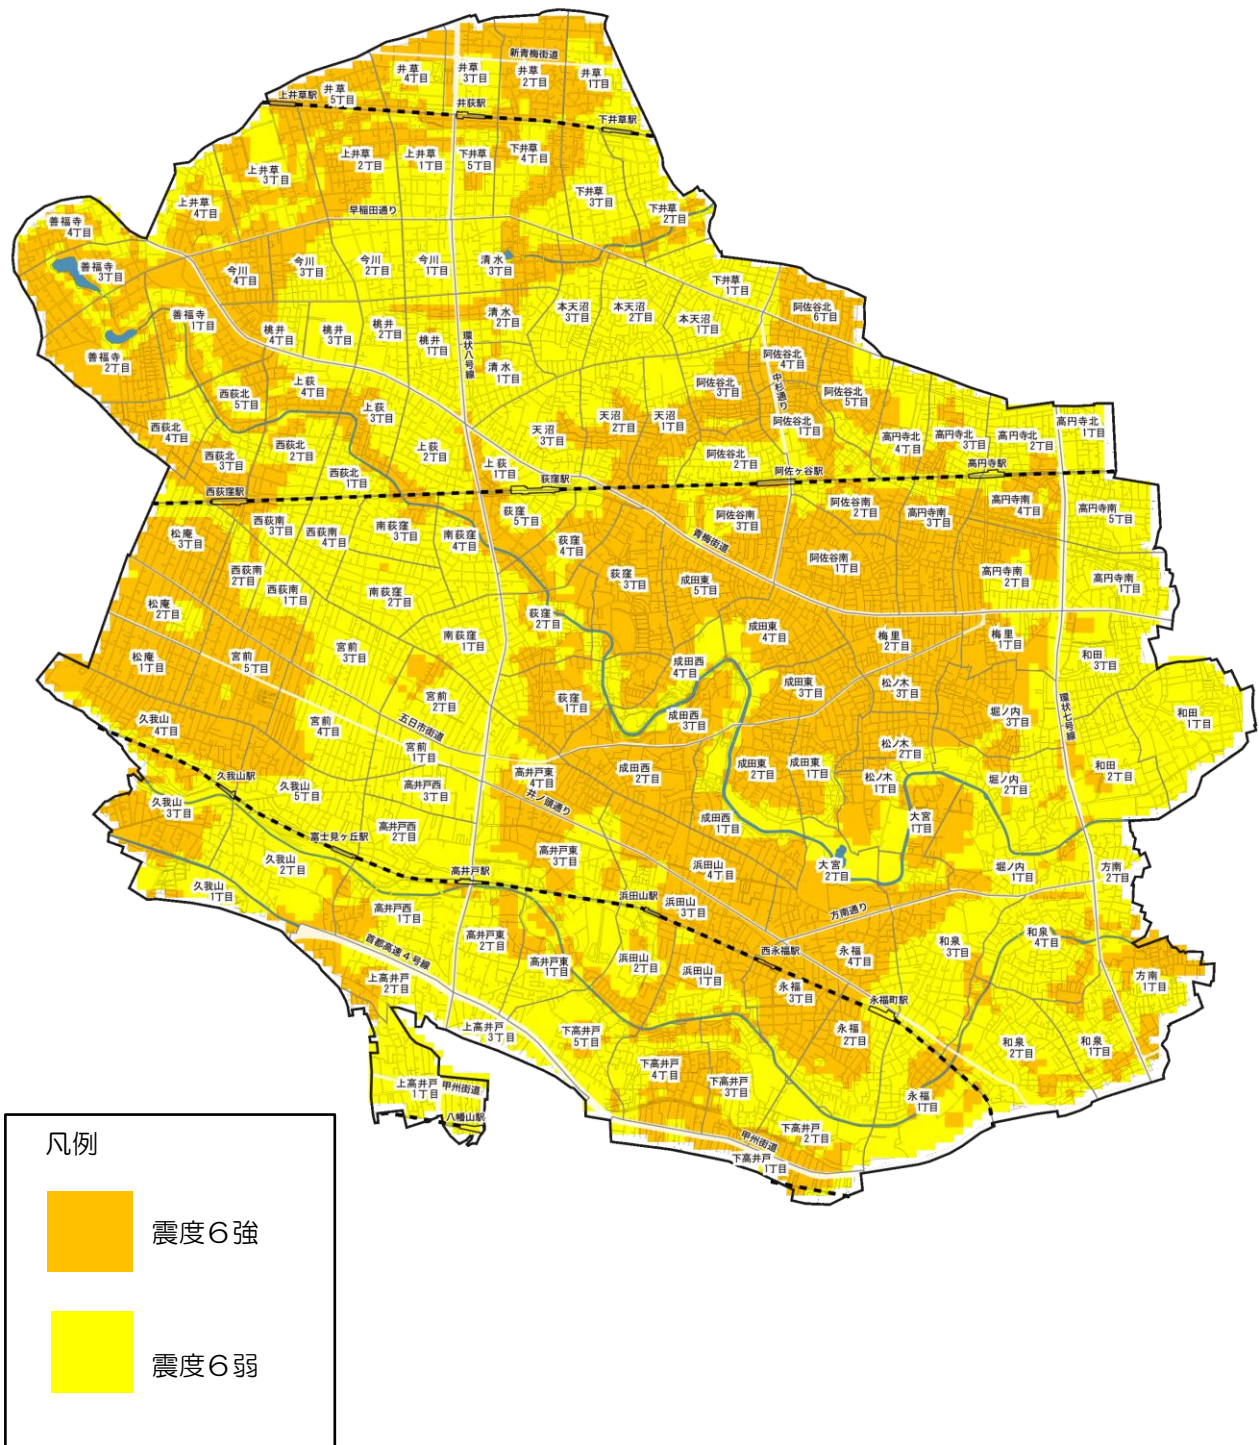 新青梅街道
井草
4丁目
井草
3丁目
井草
2丁目
井草
1丁目
井草
5丁目
上井草駅
井荻駅
下井草駅
上井草
3丁目
上井草
2丁目
上井草
1丁目
下井草
5丁目
下井草
4丁目
上井草
4丁目
早稲田通り
下井草
3丁目
下井草
2丁目
善福寺
4丁目
善福寺
3丁目
今川
4丁目
今川
3丁目
今川
2丁目
今川
1丁目
清水
3丁目
下井草
1丁目
善福寺
1丁目
善福寺
2丁目
桃井
4丁目
桃井
3丁目
桃井
2丁目
桃井
1丁目
環状八号線
清水
2丁目
清水
1丁目
本天沼
3丁目
本天沼
2丁目
本天沼
1丁目
阿佐谷北
6丁目
阿佐谷北
4丁目
中杉通り
阿佐谷北
3丁目
阿佐谷北
5丁目
西荻北
5丁目
上荻
4丁目
上荻
3丁目
西荻北
4丁目
西荻北
3丁目
西荻北
2丁目
西荻北
1丁目
上荻
2丁目
上荻
1丁目
天沼
3丁目
天沼
2丁目
天沼
1丁目
阿佐谷北
1丁目
阿佐谷北
2丁目
高円寺北
4丁目
高円寺北
3丁目
高円寺北
2丁目
高円寺北
1丁目
西荻窪駅
荻窪駅
阿佐ヶ谷駅
高円寺駅
松庵
3丁目
西荻南
3丁目
西荻南
4丁目
南荻窪
3丁目
南荻窪
4丁目
荻窪
5丁目
荻窪
4丁目
青梅街道
阿佐谷南
3丁目
阿佐谷南
2丁目
高円寺南
3丁目
高円寺南
4丁目
高円寺南
5丁目
西荻南
2丁目
西荻南
1丁目
南荻窪
2丁目
荻窪
3丁目
成田東
5丁目
阿佐谷南
1丁目
高円寺南
2丁目
高円寺南
1丁目
松庵
2丁目
松庵
1丁目
宮前
5丁目
宮前
3丁目
南荻窪
1丁目
荻窪
2丁目
成田東
4丁目
梅里
2丁目
梅里
1丁目
和田
3丁目
宮前
2丁目
荻窪
1丁目
成田西
4丁目
成田西
3丁目
成田東
3丁目
松ノ木
3丁目
堀ノ内
3丁目
環状七号線
和田
1丁目
久我山
4丁目
宮前
4丁目
五日市街道
宮前
1丁目
高井戸東
4丁目
成田西
2丁目
成田東
2丁目
成田東
1丁目
松ノ木
2丁目
松ノ木
1丁目
堀ノ内
2丁目
和田
2丁目
久我山駅
久我山
3丁目
久我山
5丁目
高井戸西
3丁目
井ノ頭通り
成田西
1丁目
大宮
1丁目
富士見ヶ丘駅
高井戸西
2丁目
久我山
2丁目
久我山
1丁目
高井戸駅
高井戸東
3丁目
浜田山
4丁目
大宮
2丁目
堀ノ内
1丁目
方南
2丁目
高井戸西
1丁目
浜田山駅
浜田山
3丁目
方南通り
首都高速4号線
高井戸東
2丁目
高井戸東
1丁目
浜田山
2丁目
浜田山
1丁目
西永福駅
永福
4丁目
和泉
3丁目
和泉
4丁目
方南
1丁目
上高井戸
2丁目
永福
3丁目
永福町駅
上高井戸
3丁目
下高井戸
5丁目
永福
2丁目
和泉
2丁目
和泉
1丁目
上高井戸
1丁目
甲州街道
八幡山駅
下高井戸
4丁目
下高井戸
3丁目
永福
1丁目
甲州街道
下高井戸
2丁目
下高井戸
1丁目
凡例
震度6強
震度6弱